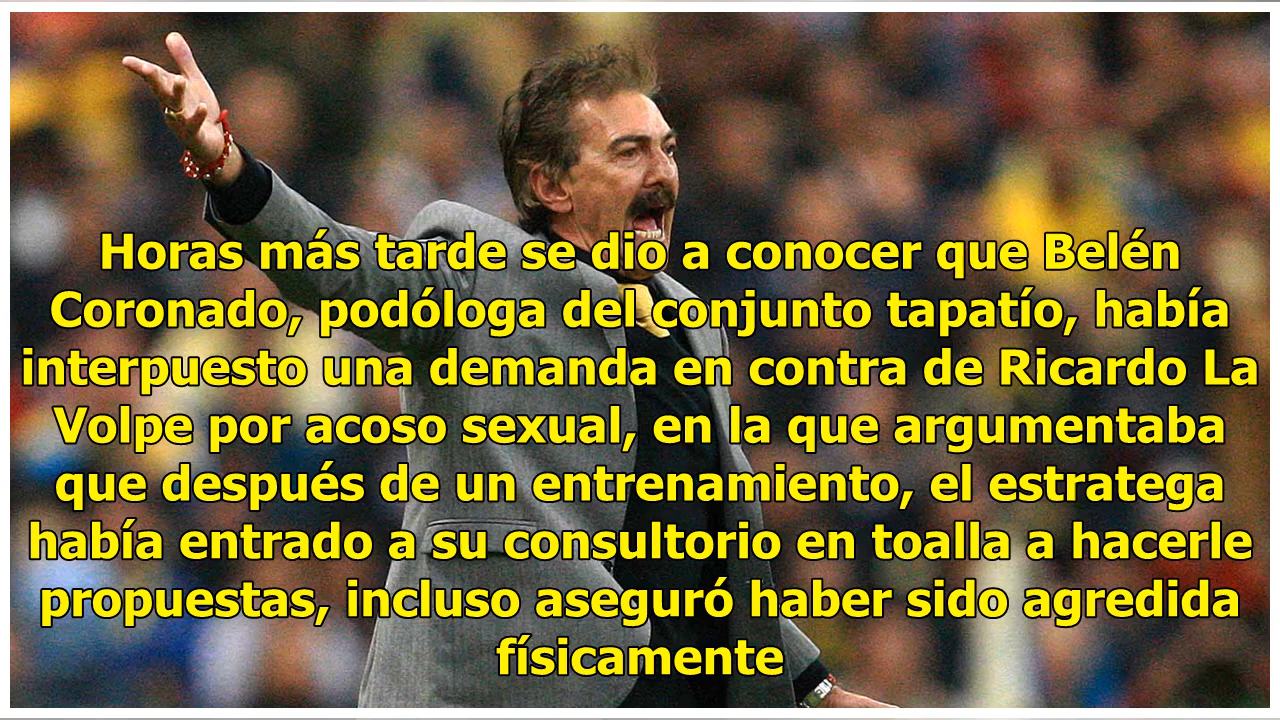 Horas más tarde se dio a conocer que Belén
Coronado, podóloga del conjunto tapatío, había
interpuesto una demanda en contra de Ricardo La
Volpe por acoso sexual, en la que argumentaba
que después de un entrenamiento, el estratega
había entrado a su consultorio en toalla a hacerle
propuestas, incluso aseguró haber sido agredida
físicamente